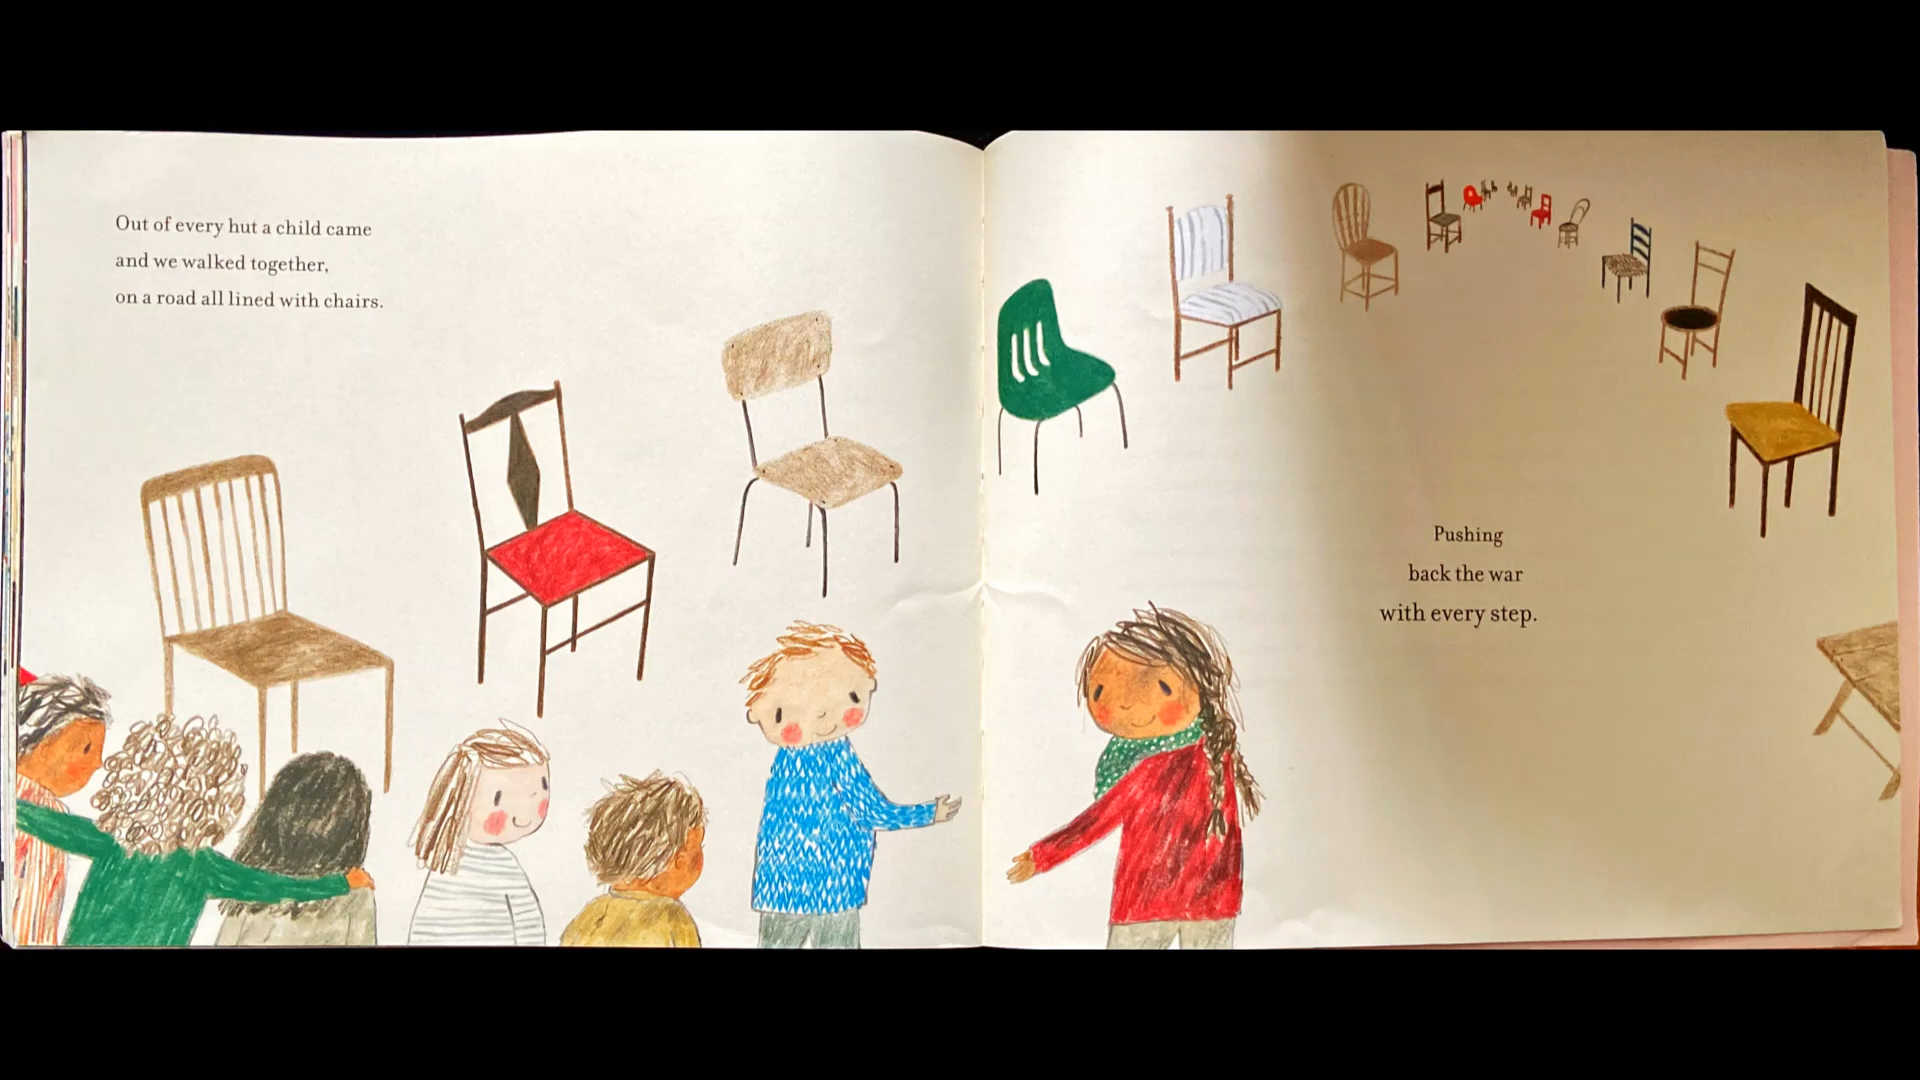 Out of every hut a child came
and we walked together,
on a road all lined with chairs.
Pushing
back the war
with every step.